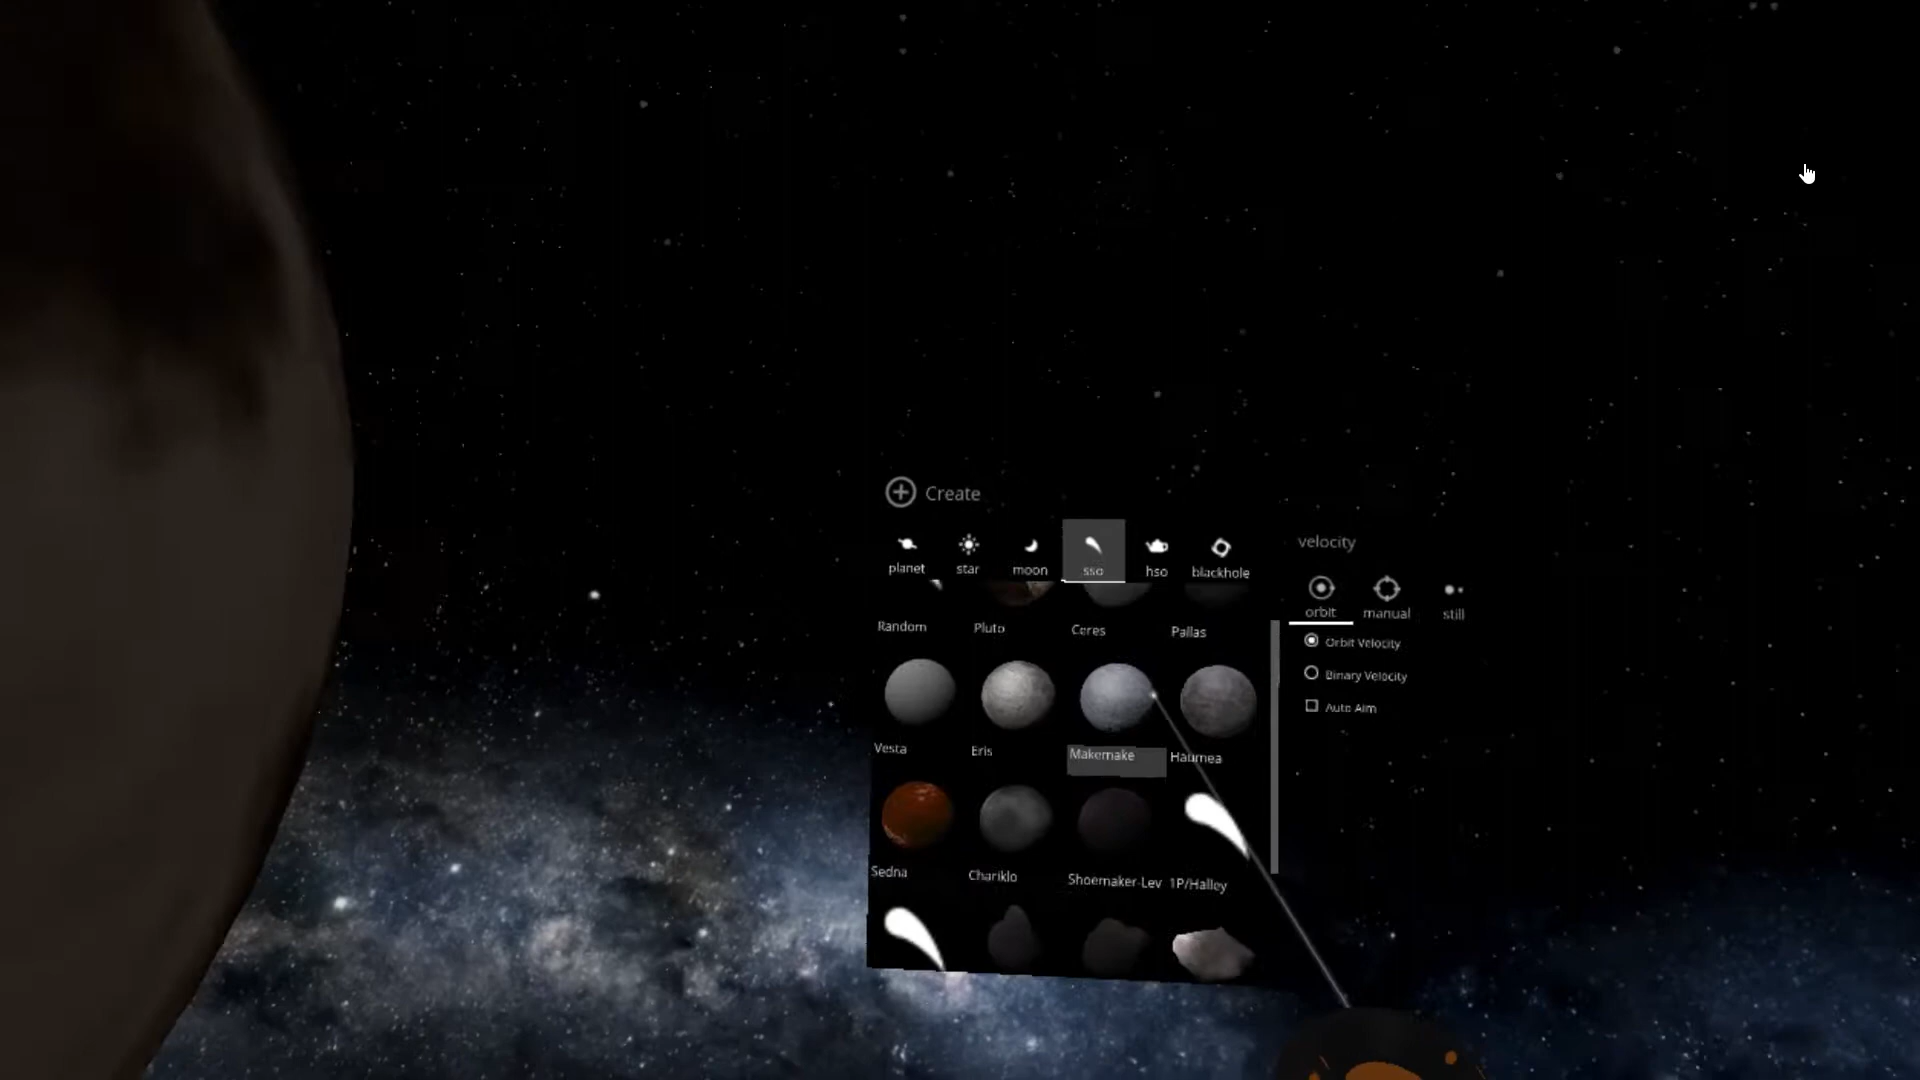 Create
planet star moon sso hso blackhole
velocity
orbit manual still
Random Pluto Ceres Pallas
Orbit Velocity
Binary Velocity
Auto Aim
Vesta Eris Makemake Haumea
Sedna Chariklo Shoemaker-Lev 1P/Halley